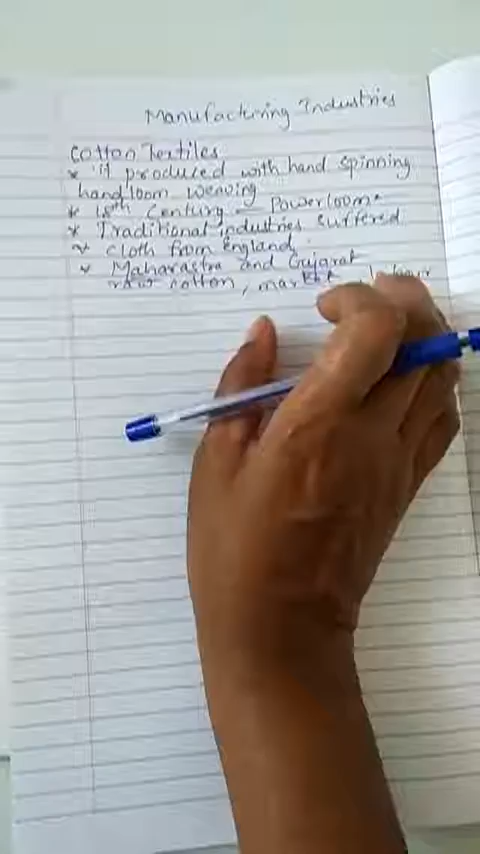 Manufacturing Industries
Cotton Textiles
* it produced with hand spinning
handloom weaving
* 18th Century — Powerlooms
* Traditional industries suffered
* cloth from England
* Maharastra and Gujarat
raw cotton, market